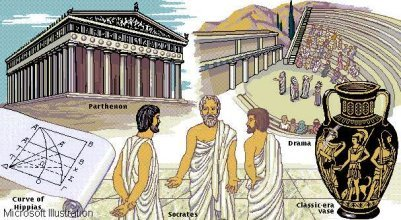 Parthenon
Drama
Curve of
Hippias
Socrates
Classic-era
vase
Microsoft Illustration